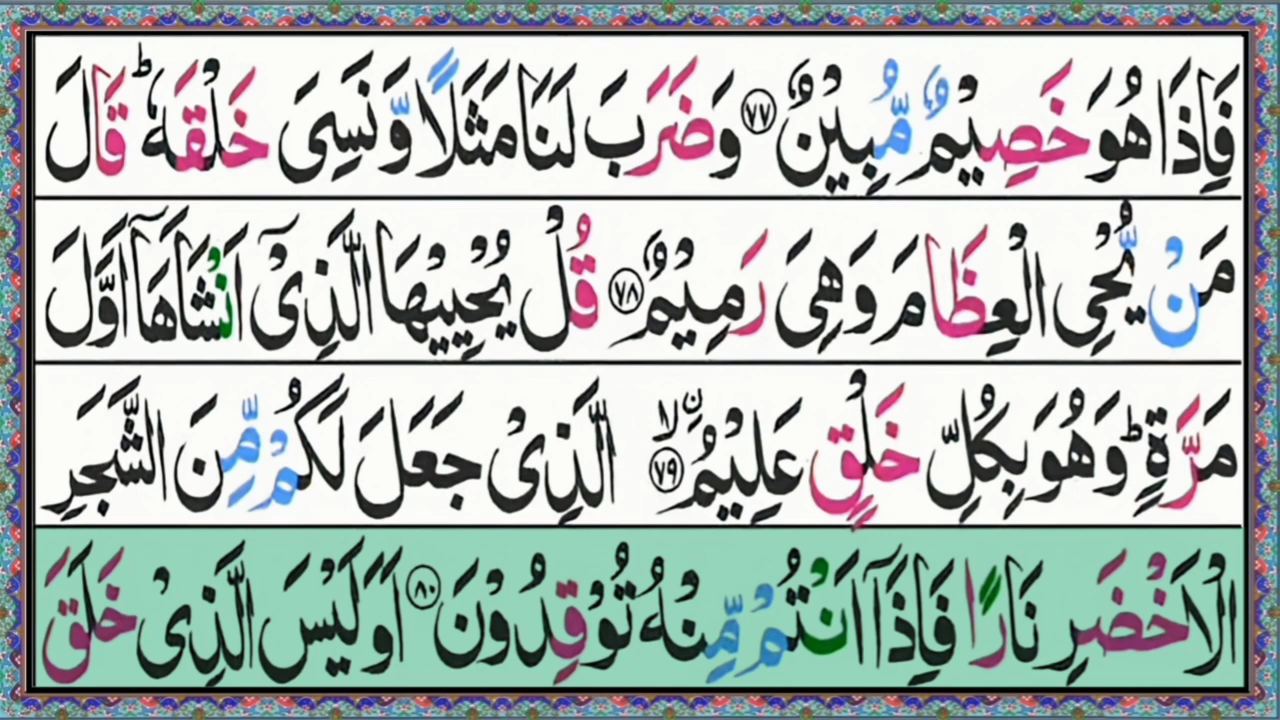 فَاِذَا هُوَ خَصِیْمٌ مُّبِیْنٌ ﴿۷۷﴾ وَضَرَبَ لَنَا مَثَلًا وَّ نَسِیَ خَلْقَهٗ ؕ قَالَ
مَنْ یُّحْیِ الْعِظَامَ وَهِیَ رَمِیْمٌ ﴿۷۸﴾ قُلْ یُحْیِیْهَا الَّذِیْۤ اَنْشَاَهَاۤ اَوَّلَ
مَرَّةٍ ؕ وَهُوَ بِكُلِّ خَلْقٍ عَلِیْمُۙ ۣ ﴿۷۹﴾ الَّذِیْ جَعَلَ لَكُمْ مِّنَ الشَّجَرِ
الْاَخْضَرِ نَارًا فَاِذَاۤ اَنْتُمْ مِّنْهُ تُوْقِدُوْنَ ﴿۸۰﴾ اَوَلَیْسَ الَّذِیْ خَلَقَ